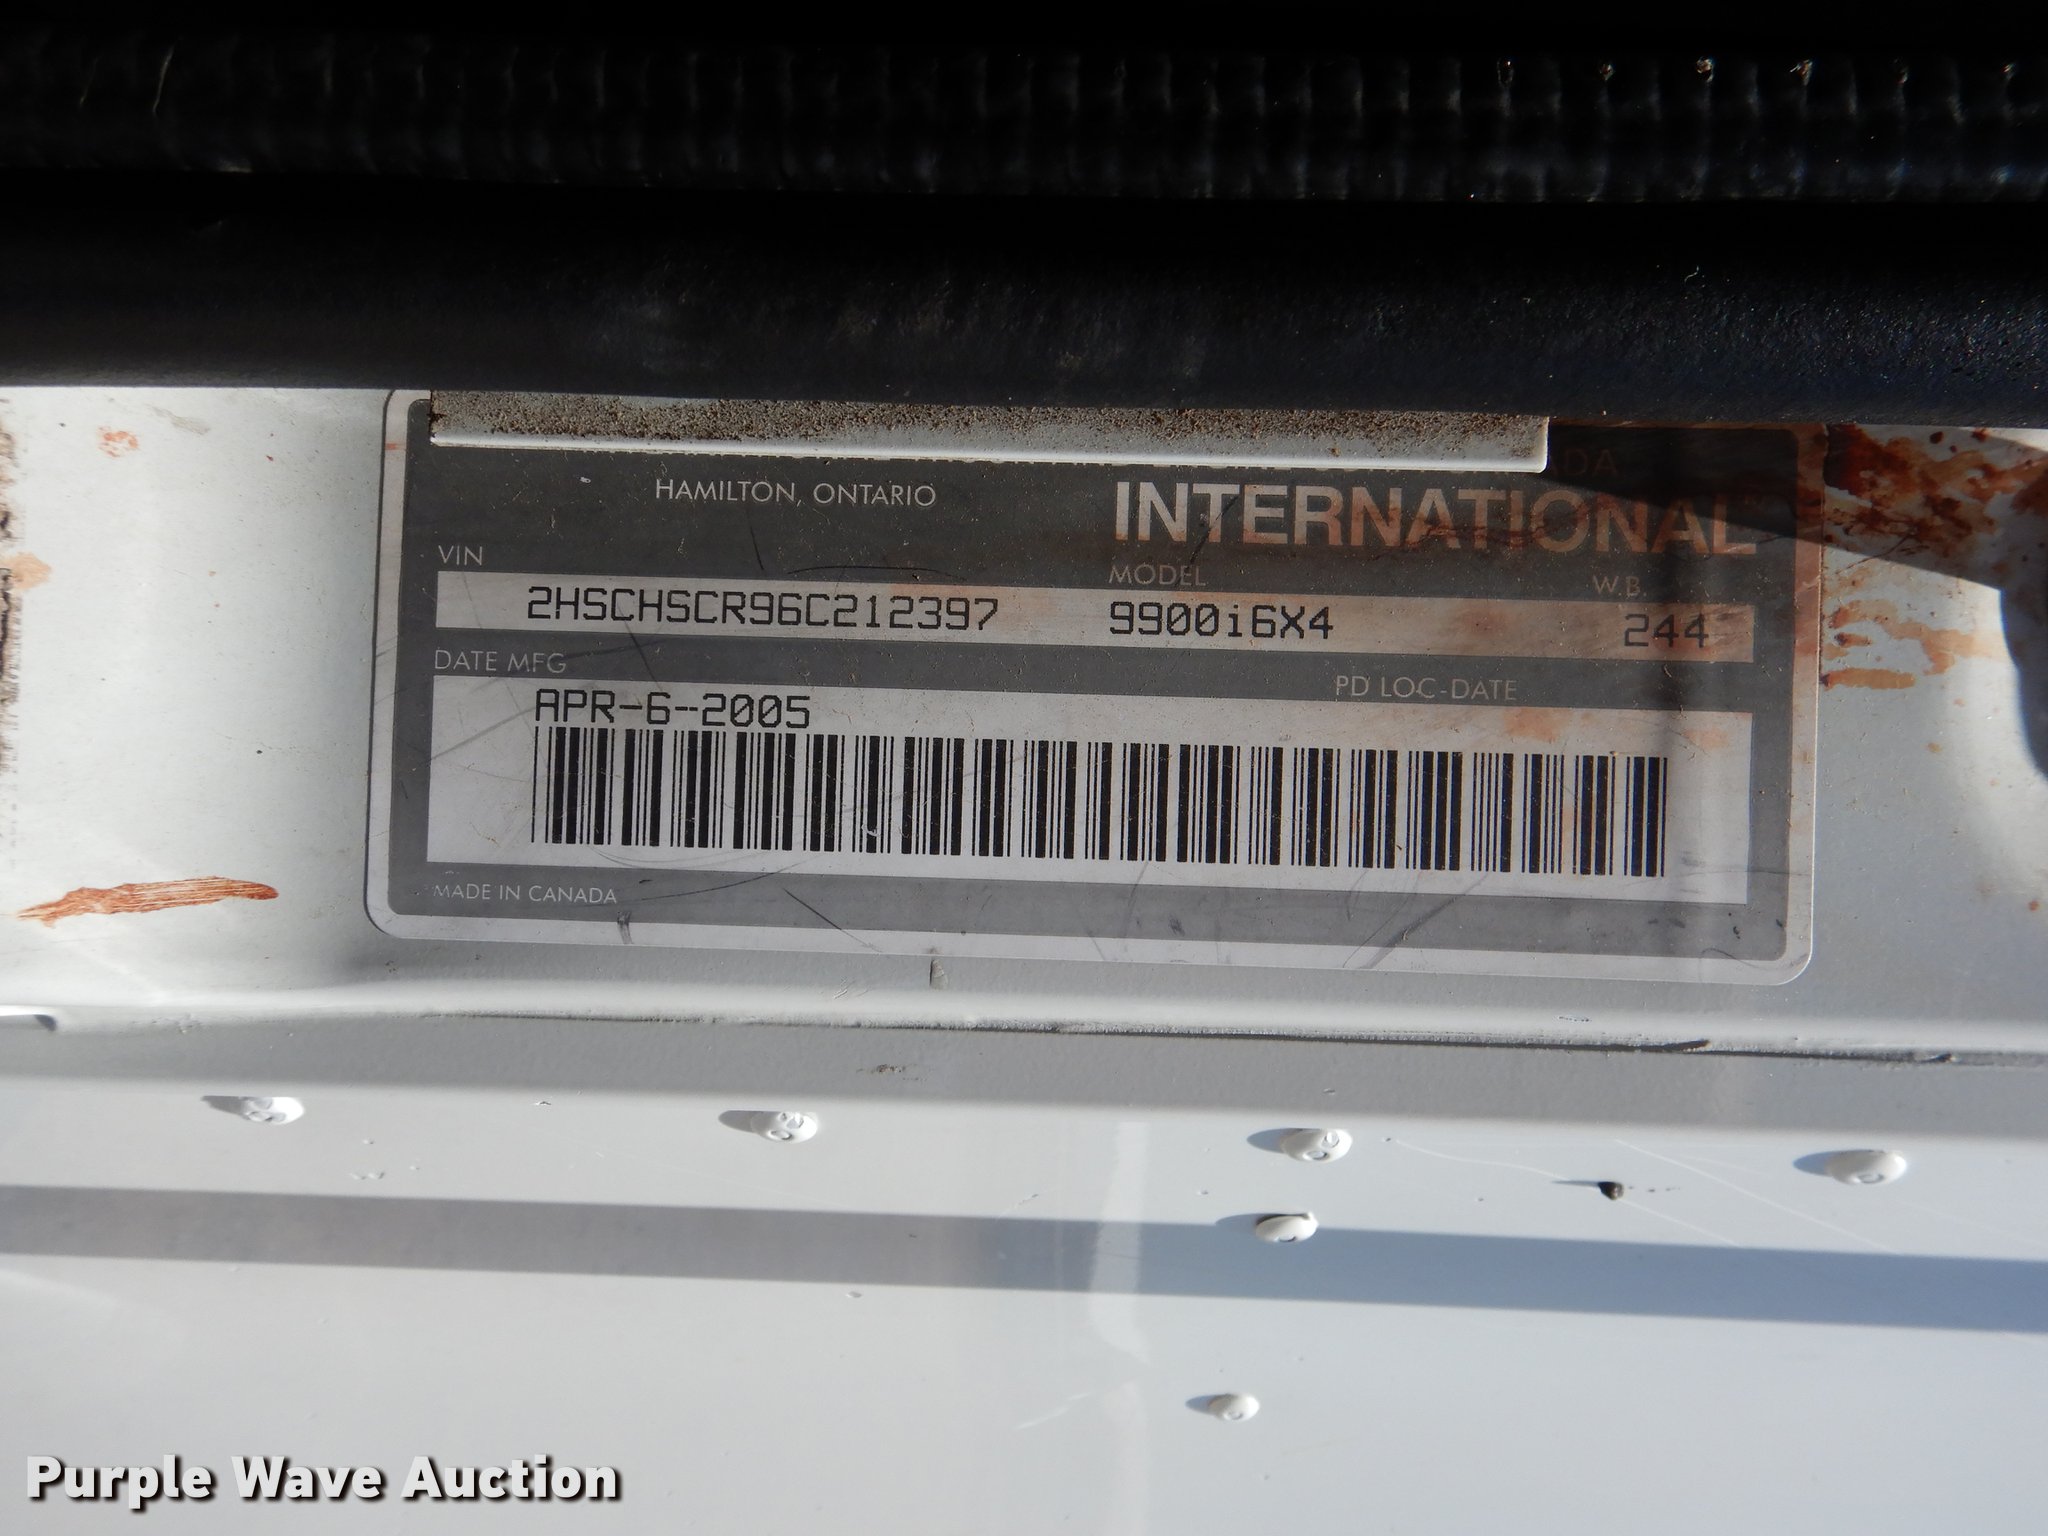 HAMILTON, ONTARIO
INTERNATIONAL
VIN
MODEL
W.B.
2HSCHSCR96C212397
9900i6X4
244
DATE MFG
PD LOC-DATE
APR-6-2005
MADE IN CANADA
Purple Wave Auction